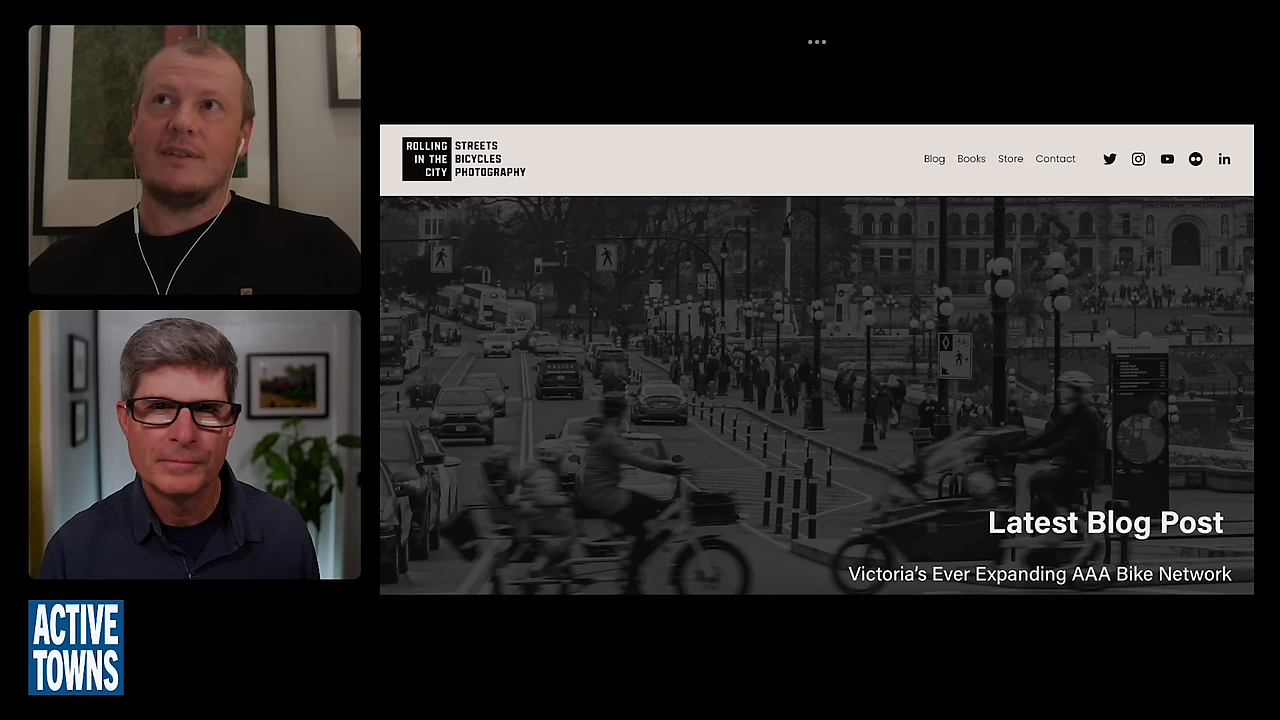 ROLLING
IN THE
CITY
STREETS
BICYCLES
PHOTOGRAPHY
Blog Books Store Contact
Latest Blog Post
Victoria's Ever Expanding AAA Bike Network
ACTIVE
TOWNS